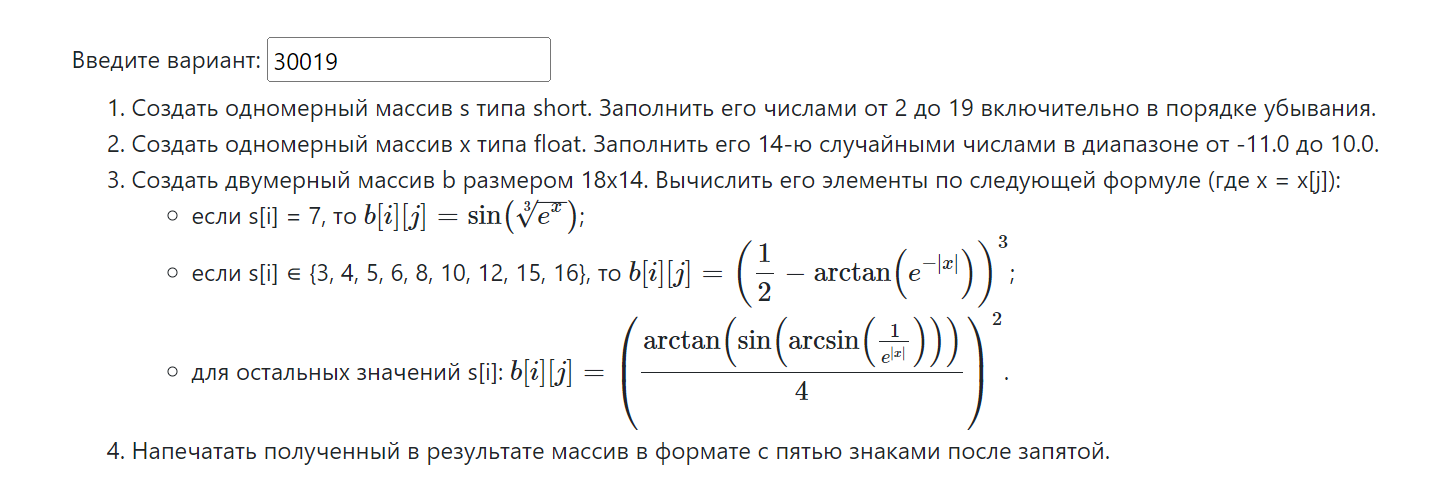 Введите вариант: 30019
1. Создать одномерный массив s типа short. Заполнить его числами от 2 до 19 включительно в порядке убывания.
2. Создать одномерный массив x типа float. Заполнить его 14-ю случайными числами в диапазоне от -11.0 до 10.0.
3. Создать двумерный массив b размером 18x14. Вычислить его элементы по следующей формуле (где x = x[j]):
○ если s[i] = 7, то $b[i][j] = \sin(\sqrt[3]{e^x})$;
○ если s[i] ∈ {3, 4, 5, 6, 8, 10, 12, 15, 16}, то $b[i][j] = \left(\frac{1}{2} - \arctan\left(e^{-|x|}\right)\right)^3$;
○ для остальных значений s[i]: $b[i][j] = \left(\frac{\arctan\left(\sin\left(\arcsin\left(\frac{1}{e^{|x|}}\right)\right)\right)}{4}\right)^2$.
4. Напечатать полученный в результате массив в формате с пятью знаками после запятой.